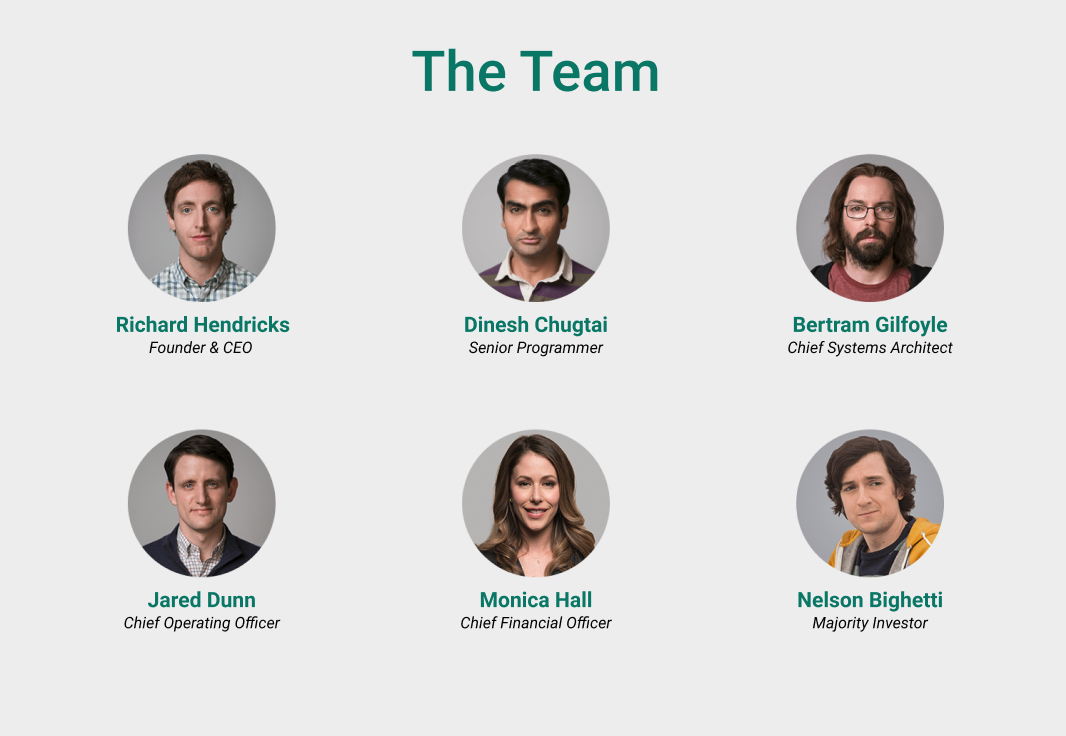 The Team
Richard Hendricks
Founder & CEO
Dinesh Chugtai
Senior Programmer
Bertram Gilfoyle
Chief Systems Architect
Jared Dunn
Chief Operating Officer
Monica Hall
Chief Financial Officer
Nelson Bighetti
Majority Investor